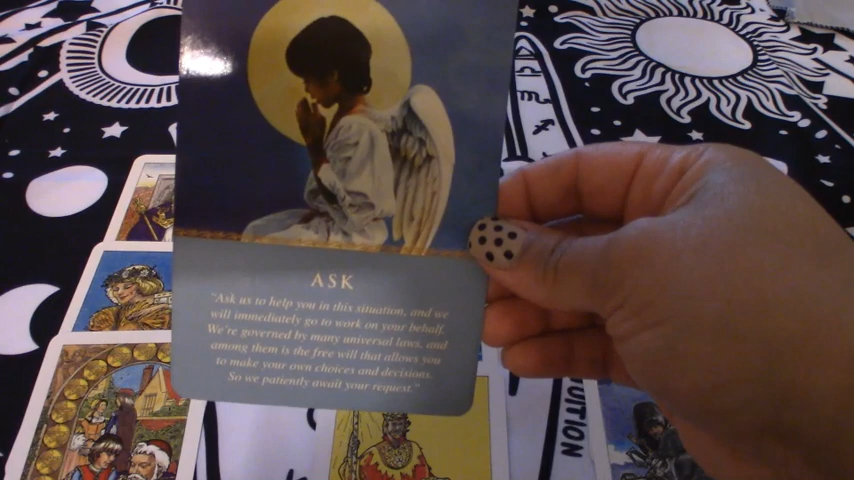 ASK
"Ask us to help you in this situation, and we
will immediately go to work on your behalf.
We're governed by many universal laws, and
among them is the free will that allows you
to make your own choices and decisions.
So we patiently await your request."
TUITION